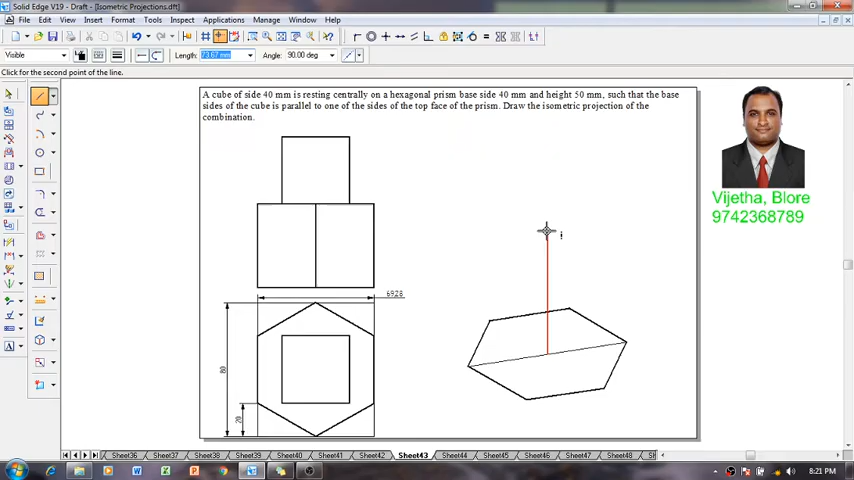 Solid Edge V19 - Draft - [Isometric Projections.dft]
File Edit View Insert Format Tools Inspect Applications Manage Window Help
Visible Length: 73.67 mm Angle: 90.00 deg
Click for the second point of the line.
A cube of side 40 mm is resting centrally on a hexagonal prism base side 40 mm and height 50 mm, such that the base
sides of the cube is parallel to one of the sides of the top face of the prism. Draw the isometric projection of the
combination.
Vijetha, Blore
9742368789
69.28
80
20
Sheet36 Sheet37 Sheet38 Sheet39 Sheet40 Sheet41 Sheet42 Sheet43 Sheet44 Sheet45 Sheet46 Sheet47 Sheet48
8:21 PM